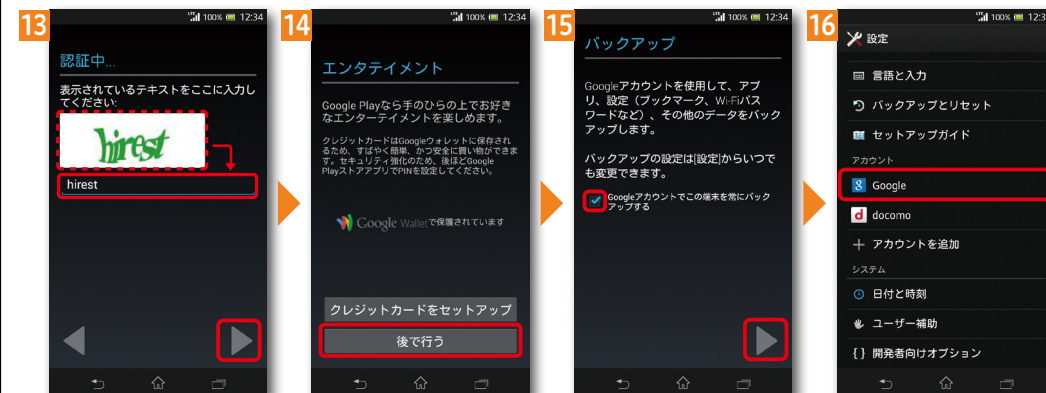 13
LTE 100% 12:34
認証中...
表示されているテキストをここに入力し
てください:
hirest
hirest
14
LTE 100% 12:34
エンタテイメント
Google Playなら手のひらの上でお好き
なエンターテイメントを楽しめます。
クレジットカードはGoogleウォレットに保存され
るため、すばやく簡単、かつ安全に買い物ができま
す。セキュリティ強化のため、後ほどGoogle
PlayストアアプリでPINを設定してください。
Google Walletで保護されています
クレジットカードをセットアップ
後で行う
15
LTE 100% 12:34
バックアップ
Googleアカウントを使用して、アプ
リ、設定（ブックマーク、Wi-Fiパス
ワードなど）、その他のデータをバック
アップします。
バックアップの設定は[設定]からいつで
も変更できます。
Googleアカウントでこの端末を常にバック
アップする
16
LTE 100% 12:3
設定
言語と入力
バックアップとリセット
セットアップガイド
アカウント
8 Google
d docomo
アカウントを追加
システム
日付と時刻
ユーザー補助
{ } 開発者向けオプション